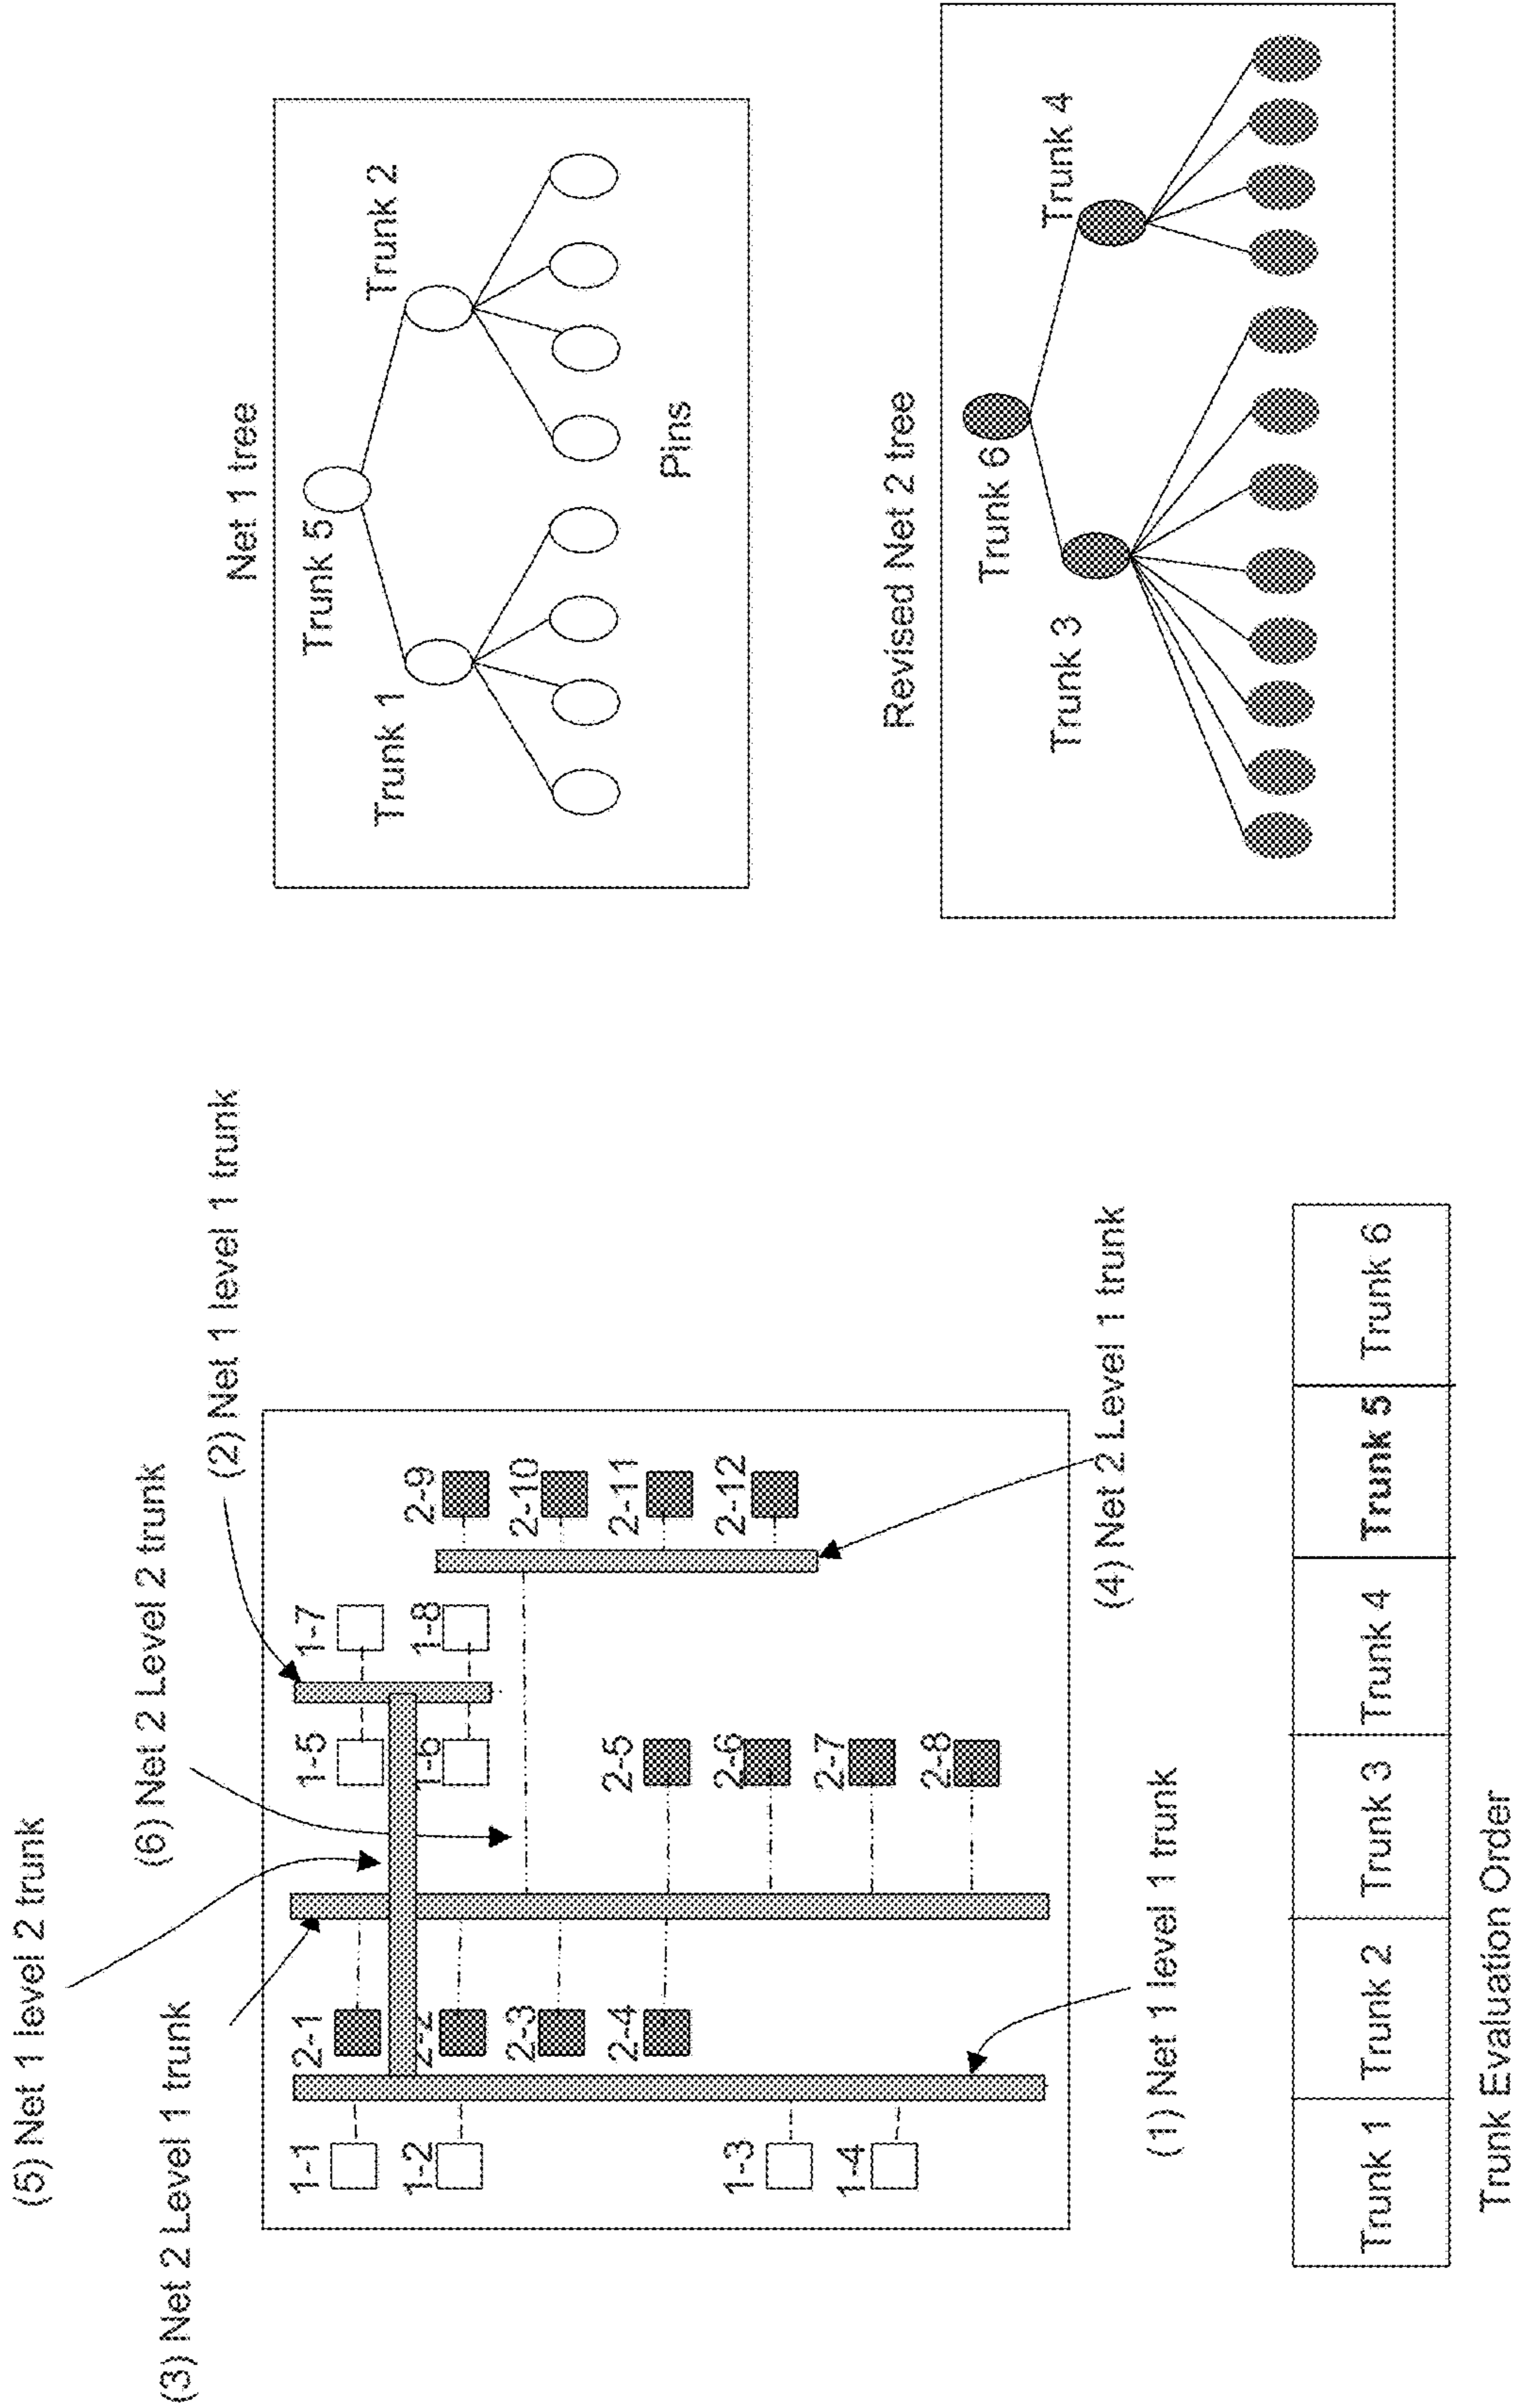 (5) Net 1 level 2 trunk
(6) Net 2 Level 2 trunk
(3) Net 2 Level 1 trunk
(2) Net 1 level 1 trunk
1-1
2-1
1-5
1-7
1-2
2-2
1-6
1-8
2-9
2-3
2-10
2-4
2-5
2-11
1-3
2-6
2-12
1-4
2-7
2-8
(1) Net 1 level 1 trunk
(4) Net 2 Level 1 trunk
Trunk 1
Trunk 2
Trunk 3
Trunk 4
Trunk 5
Trunk 6
Trunk Evaluation Order
Net 1 tree
Trunk 5
Trunk 1
Trunk 2
Pins
Revised Net 2 tree
Trunk 6
Trunk 3
Trunk 4